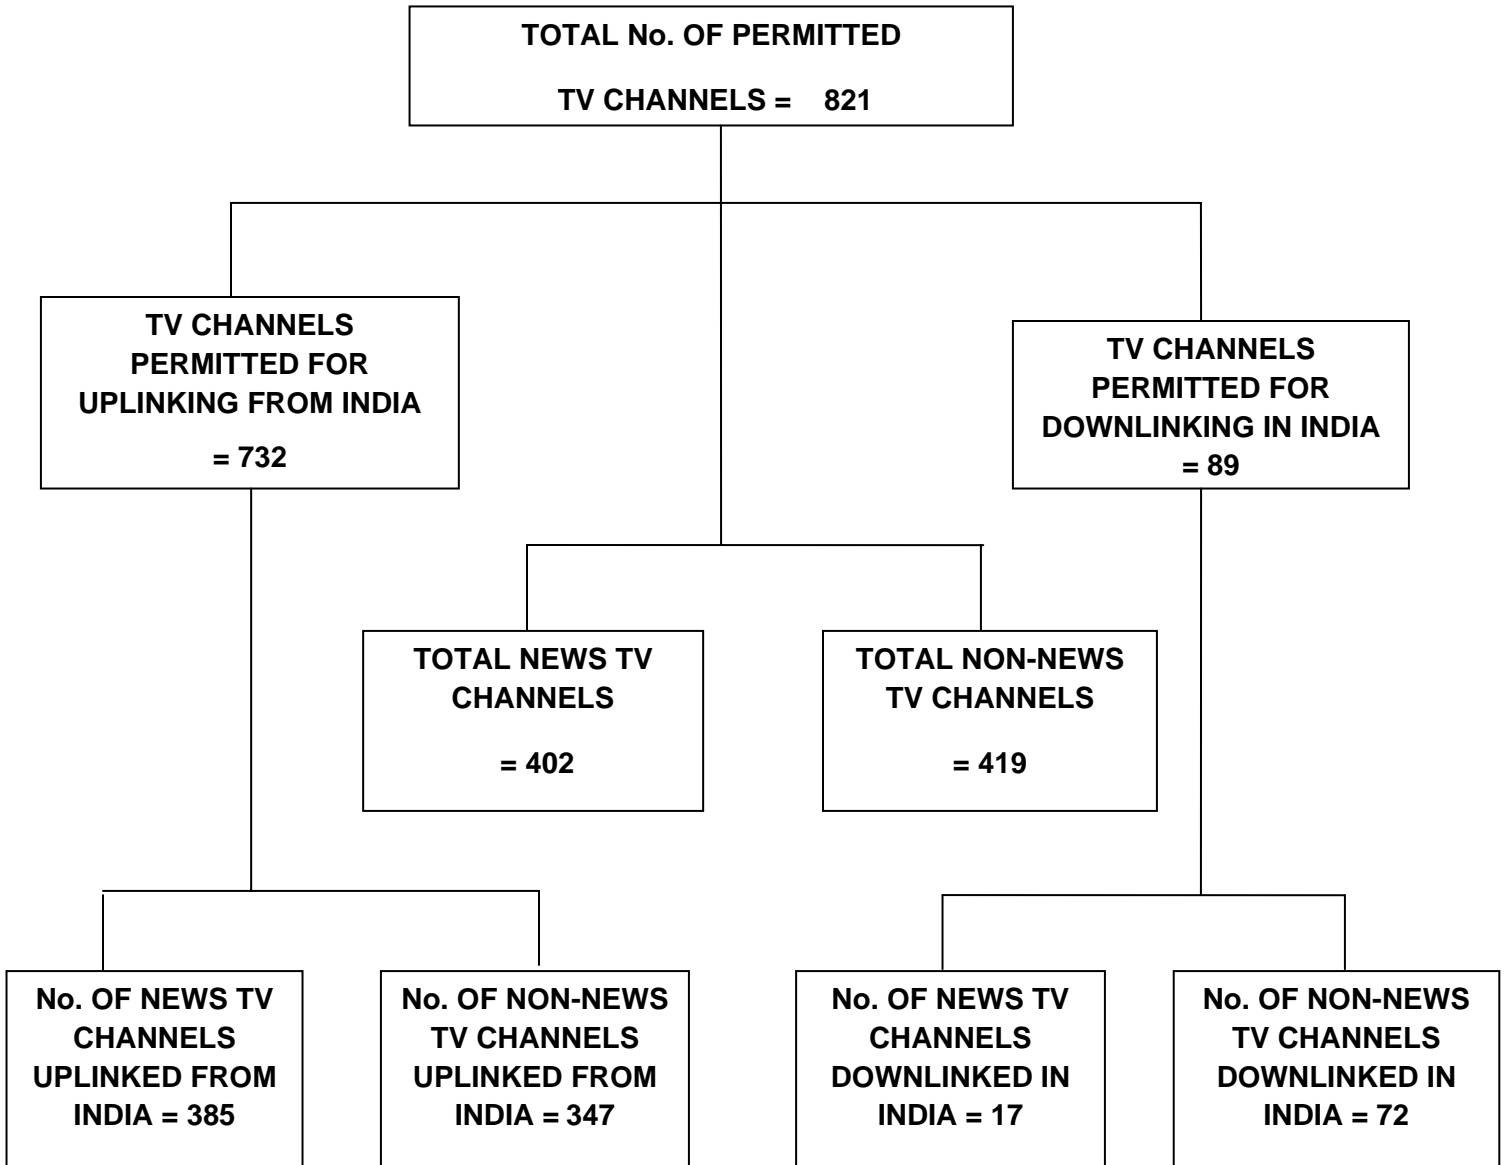 TOTAL No. OF PERMITTED
TV CHANNELS = 821
TV CHANNELS
PERMITTED FOR
UPLINKING FROM INDIA
= 732
TV CHANNELS
PERMITTED FOR
DOWNLINKING IN INDIA
= 89
TOTAL NEWS TV
CHANNELS
= 402
TOTAL NON-NEWS
TV CHANNELS
= 419
No. OF NEWS TV
CHANNELS
UPLINKED FROM
INDIA = 385
No. OF NON-NEWS
TV CHANNELS
UPLINKED FROM
INDIA = 347
No. OF NEWS TV
CHANNELS
DOWNLINKED IN
INDIA = 17
No. OF NON-NEWS
TV CHANNELS
DOWNLINKED IN
INDIA = 72